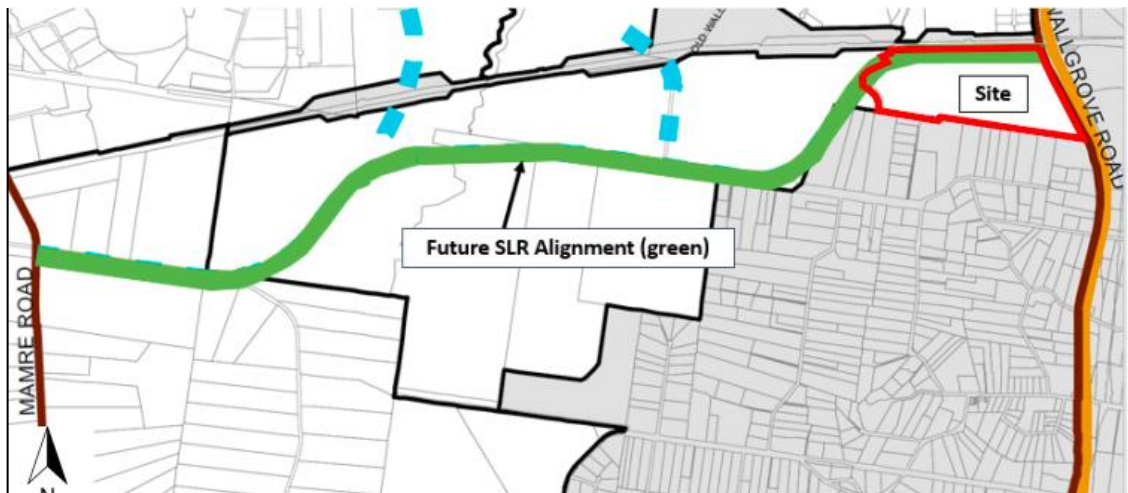 OLD WALL
WALLGROVE ROAD
Site
Future SLR Alignment (green)
MAMRE ROAD
N